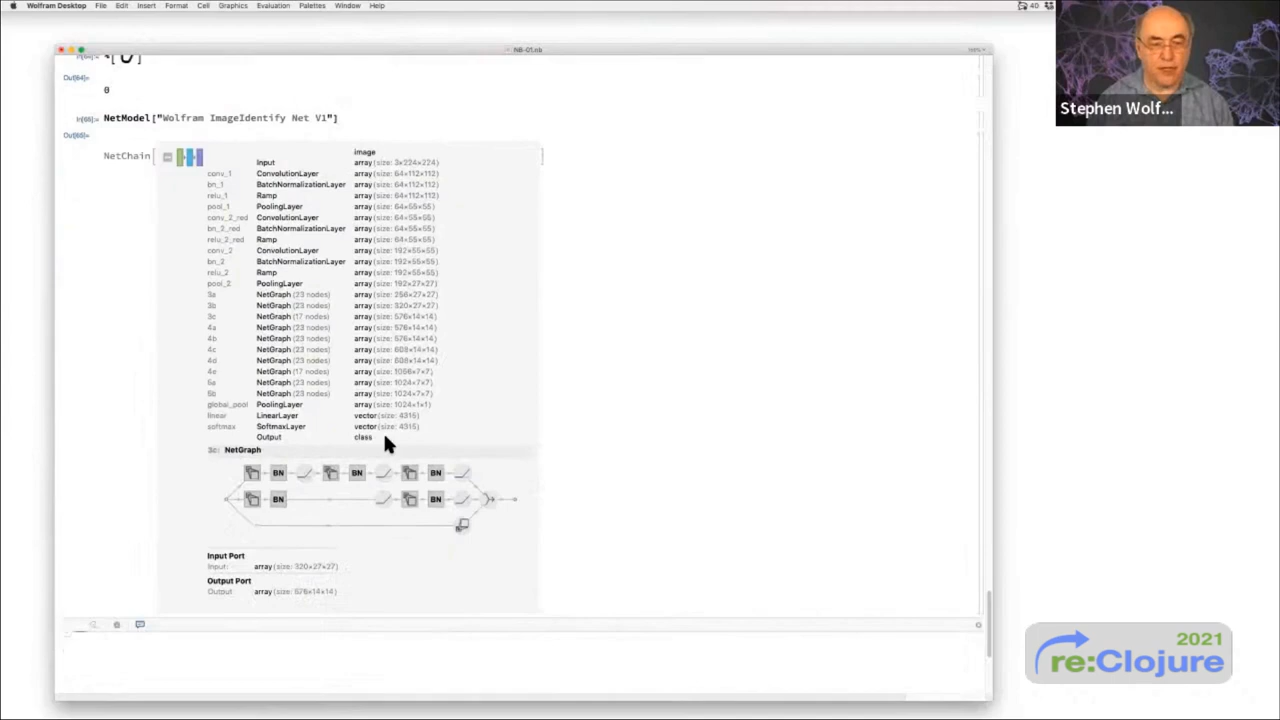 Wolfram Desktop File Edit Insert Format Cell Graphics Evaluation Palettes Window Help 40
NB-01.nb
Out[64]=
0
In[65]:= NetModel["Wolfram ImageIdentify Net V1"]
Out[65]=
NetChain[
image
Input array (size: 3×224×224)
conv_1 ConvolutionLayer array (size: 64×112×112)
bn_1 BatchNormalizationLayer array (size: 64×112×112)
relu_1 Ramp array (size: 64×112×112)
pool_1 PoolingLayer array (size: 64×55×55)
conv_2_red ConvolutionLayer array (size: 64×55×55)
bn_2_red BatchNormalizationLayer array (size: 64×55×55)
relu_2_red Ramp array (size: 64×55×55)
conv_2 ConvolutionLayer array (size: 192×55×55)
bn_2 BatchNormalizationLayer array (size: 192×55×55)
relu_2 Ramp array (size: 192×55×55)
pool_2 PoolingLayer array (size: 192×27×27)
3a NetGraph (23 nodes) array (size: 256×27×27)
3b NetGraph (23 nodes) array (size: 320×27×27)
3c NetGraph (17 nodes) array (size: 576×14×14)
4a NetGraph (23 nodes) array (size: 576×14×14)
4b NetGraph (23 nodes) array (size: 576×14×14)
4c NetGraph (23 nodes) array (size: 608×14×14)
4d NetGraph (23 nodes) array (size: 608×14×14)
4e NetGraph (17 nodes) array (size: 1056×7×7)
5a NetGraph (23 nodes) array (size: 1024×7×7)
5b NetGraph (23 nodes) array (size: 1024×7×7)
global_pool PoolingLayer array (size: 1024×1×1)
linear LinearLayer vector (size: 4315)
softmax SoftmaxLayer vector (size: 4315)
Output class
3c: NetGraph
BN BN BN
BN BN
Input Port
Input: array (size: 320×27×27)
Output Port
Output: array (size: 576×14×14)
Stephen Wolf...
2021
re:Clojure